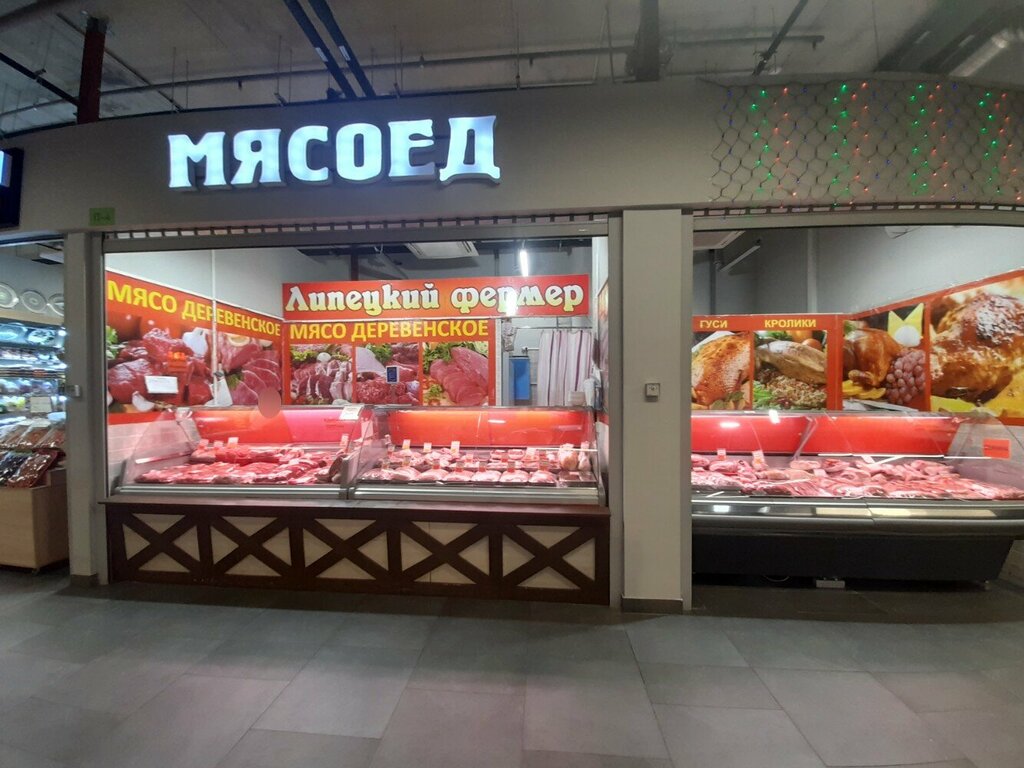 МЯСОЕД
Липецкий фермер
МЯСО ДЕРЕВЕНСКОЕ
МЯСО ДЕРЕВЕНСКОЕ
ГУСИ
КРОЛИКИ